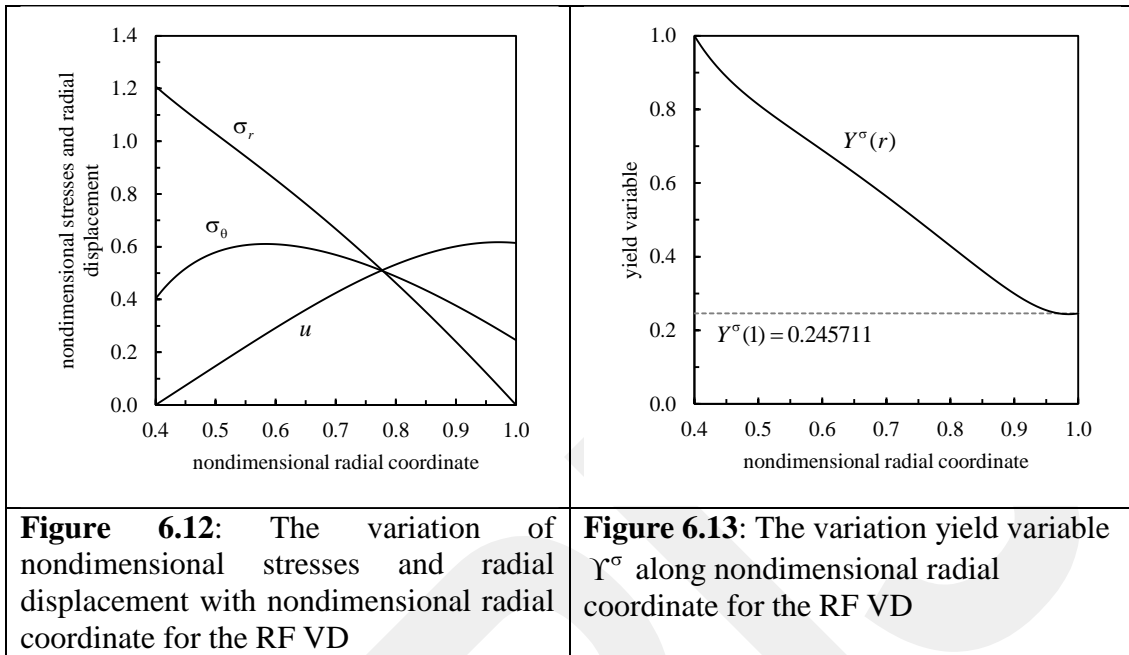 1.4
1.2
1.0
0.8
0.6
0.4
0.2
0.0
0.4 0.5 0.6 0.7 0.8 0.9 1.0
nondimensional stresses and radial
displacement
nondimensional radial coordinate
σr
σθ
u
1.0
0.8
0.6
0.4
0.2
0.0
0.4 0.5 0.6 0.7 0.8 0.9 1.0
yield variable
nondimensional radial coordinate
Yσ(r)
Yσ(1) = 0.245711
Figure 6.12: The variation of
nondimensional stresses and radial
displacement with nondimensional radial
coordinate for the RF VD
Figure 6.13: The variation yield variable
ϒσ along nondimensional radial
coordinate for the RF VD